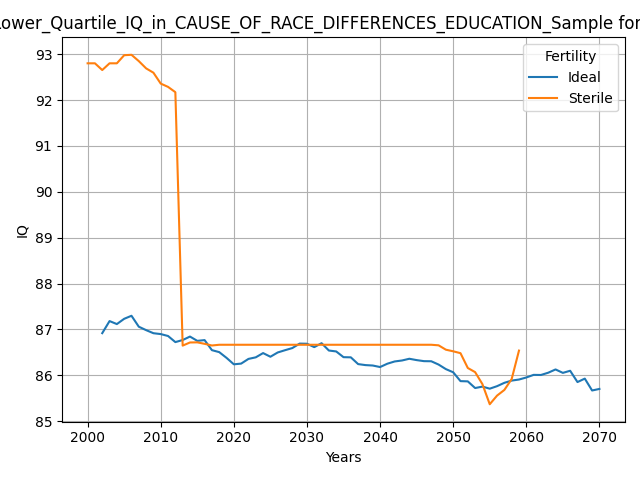 Lower_Quartile_IQ_in_CAUSE_OF_RACE_DIFFERENCES_EDUCATION_Sample for
93
92
91
90
89
88
87
86
85
IQ
Fertility
Ideal
Sterile
2000 2010 2020 2030 2040 2050 2060 2070
Years